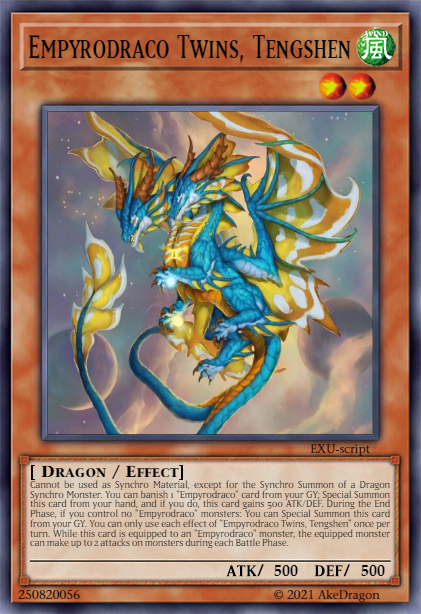 Empyrodraco Twins, Tengshen
WIND
風
EXU-script
[ Dragon / Effect]
Cannot be used as Synchro Material, except for the Synchro Summon of a Dragon
Synchro Monster. You can banish 1 "Empyrodraco" card from your GY; Special Summon
this card from your hand, and if you do, this card gains 500 ATK/DEF. During the End
Phase, if you control no "Empyrodraco" monsters: You can Special Summon this card
from your GY. You can only use each effect of "Empyrodraco Twins, Tengshen" once per
turn. While this card is equipped to an "Empyrodraco" monster, the equipped monster
can make up to 2 attacks on monsters during each Battle Phase.
ATK/ 500 DEF/ 500
250820056 © 2021 AkeDragon